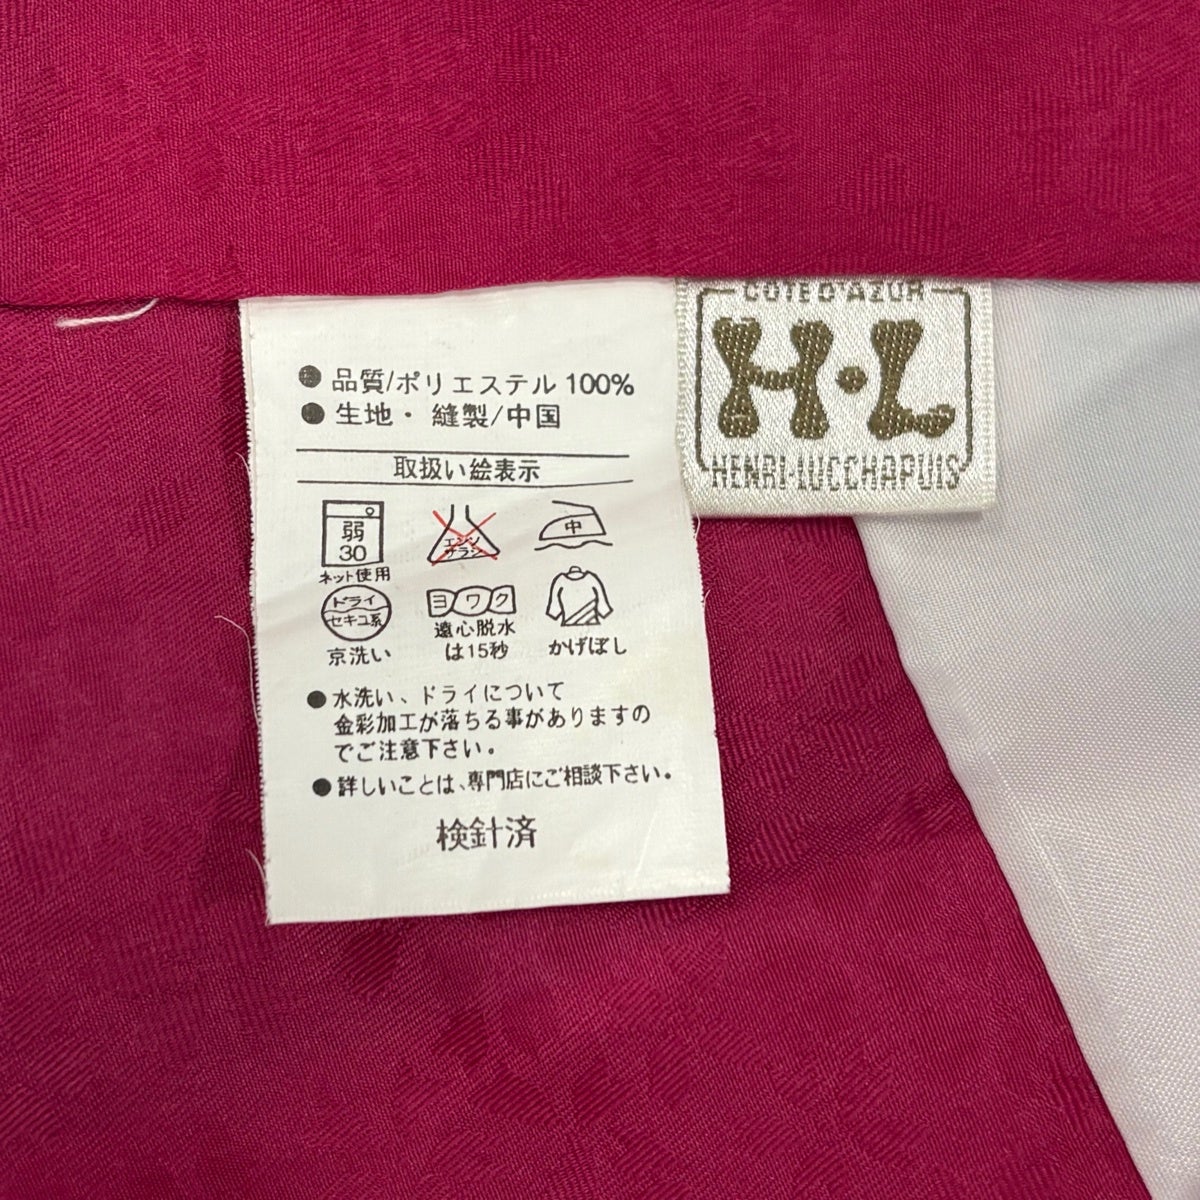 ● 品質/ポリエステル 100%
● 生地・ 縫製/中国
取扱い絵表示
弱
30
ネット使用
エンソ
サラシ
中
ドライ
セキユ系
京洗い
ヨワク
遠心脱水
は15秒
かげぼし
● 水洗い、ドライについて
金彩加工が落ちる事がありますの
でご注意下さい。
● 詳しいことは、専門店にご相談下さい。
検針済
COTE D'AZUR
H·L
HENRI·LUCCHAPUIS